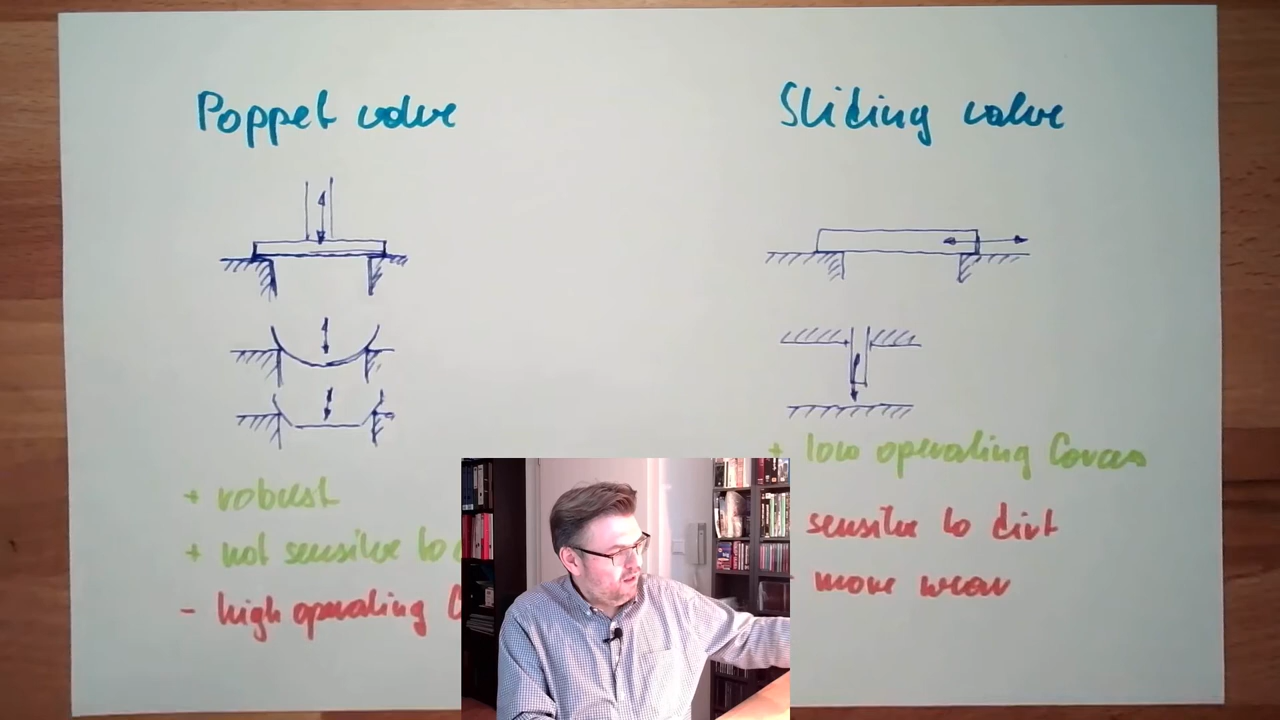 Poppet valve
Sliding valve
+ robust
+ not sensitive to
- high operating
+ low operating forces
sensitive to dirt
- more wear